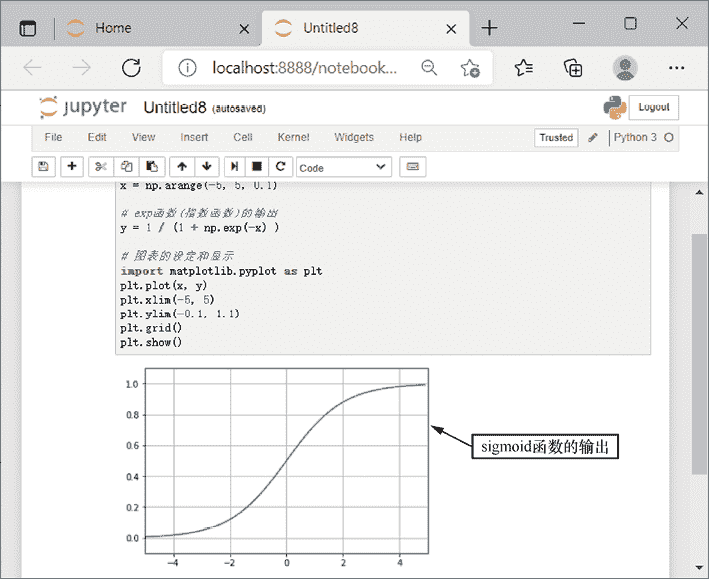 Home
Untitled8
localhost:8888/notebook...
jupyter Untitled8 (autosaved)
Logout
File Edit View Insert Cell Kernel Widgets Help
Trusted
Python 3
Code
x = np.arange(-5, 5, 0.1)
# exp函数(指数函数)的输出
y = 1 / (1 + np.exp(-x) )
# 图表的设定和显示
import matplotlib.pyplot as plt
plt.plot(x, y)
plt.xlim(-5, 5)
plt.ylim(-0.1, 1.1)
plt.grid()
plt.show()
1.0
0.8
0.6
0.4
0.2
0.0
−4 −2 0 2 4
sigmoid函数的输出